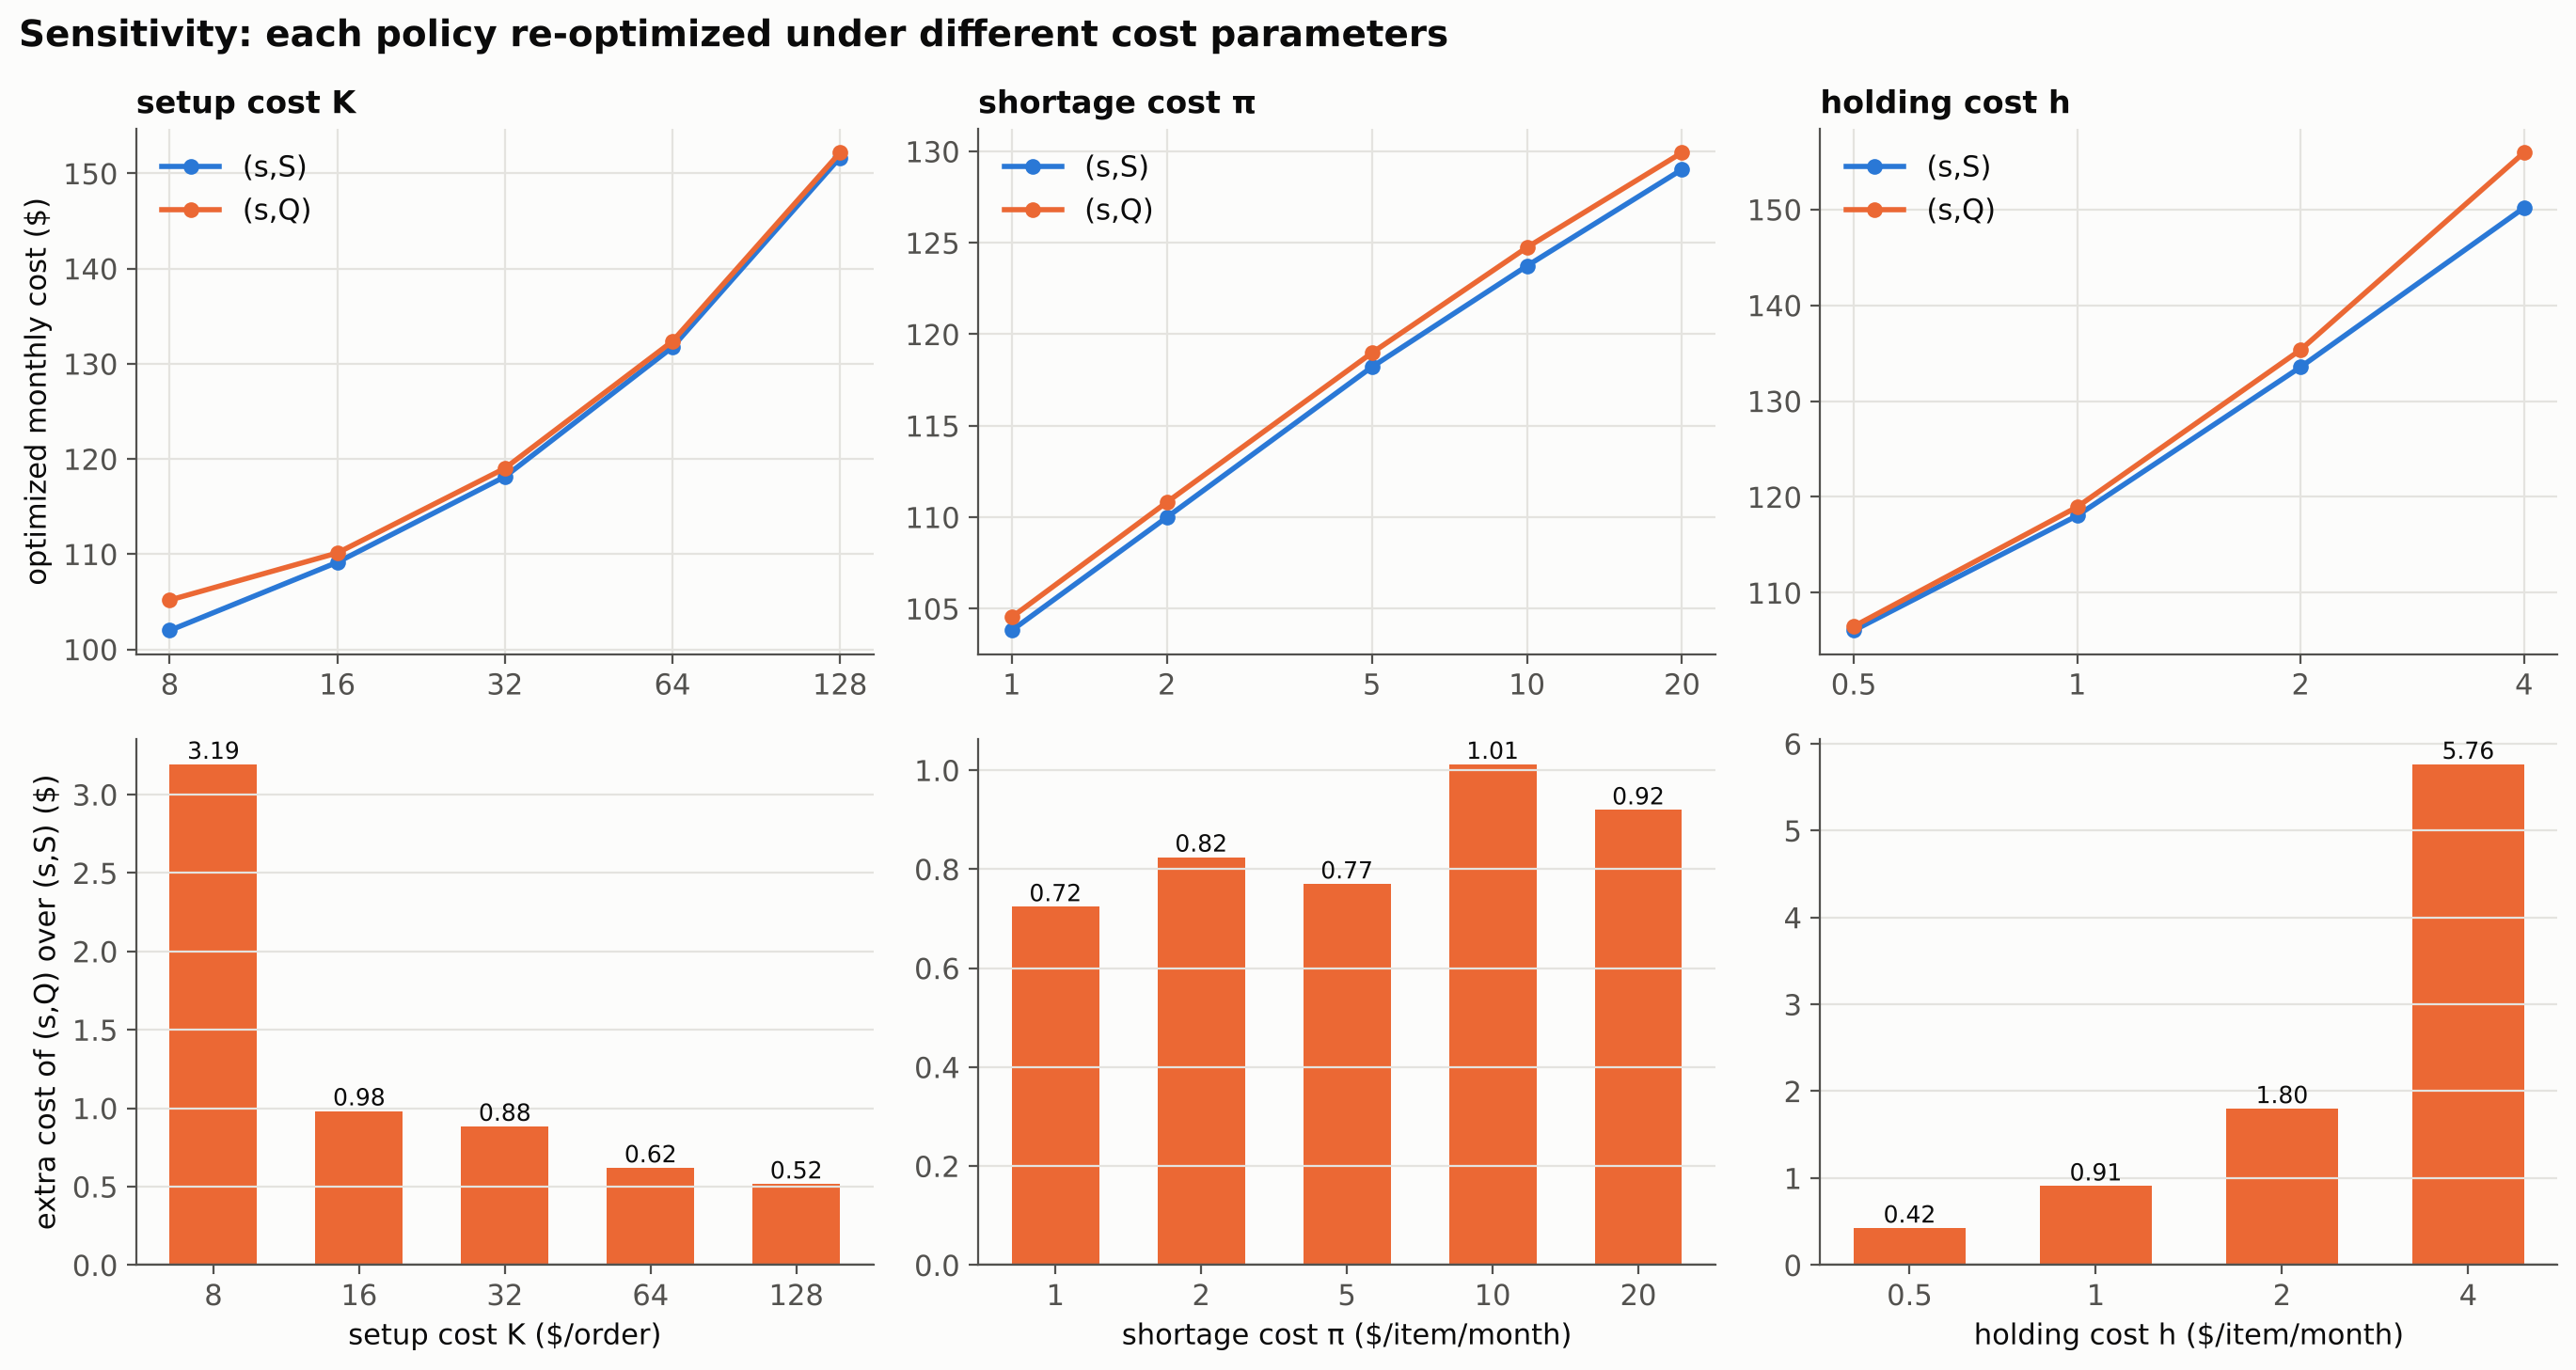 Sensitivity: each policy re-optimized under different cost parameters
setup cost K
optimized monthly cost ($)
150
140
130
120
110
100
(s,S)
(s,Q)
8 16 32 64 128
shortage cost π
130
125
120
115
110
105
(s,S)
(s,Q)
1 2 5 10 20
holding cost h
150
140
130
120
110
(s,S)
(s,Q)
0.5 1 2 4
extra cost of (s,Q) over (s,S) ($)
3.0
2.5
2.0
1.5
1.0
0.5
0.0
3.19
0.98
0.88
0.62
0.52
8 16 32 64 128
setup cost K ($/order)
1.0
0.8
0.6
0.4
0.2
0.0
0.72
0.82
0.77
1.01
0.92
1 2 5 10 20
shortage cost π ($/item/month)
6
5
4
3
2
1
0
0.42
0.91
1.80
5.76
0.5 1 2 4
holding cost h ($/item/month)